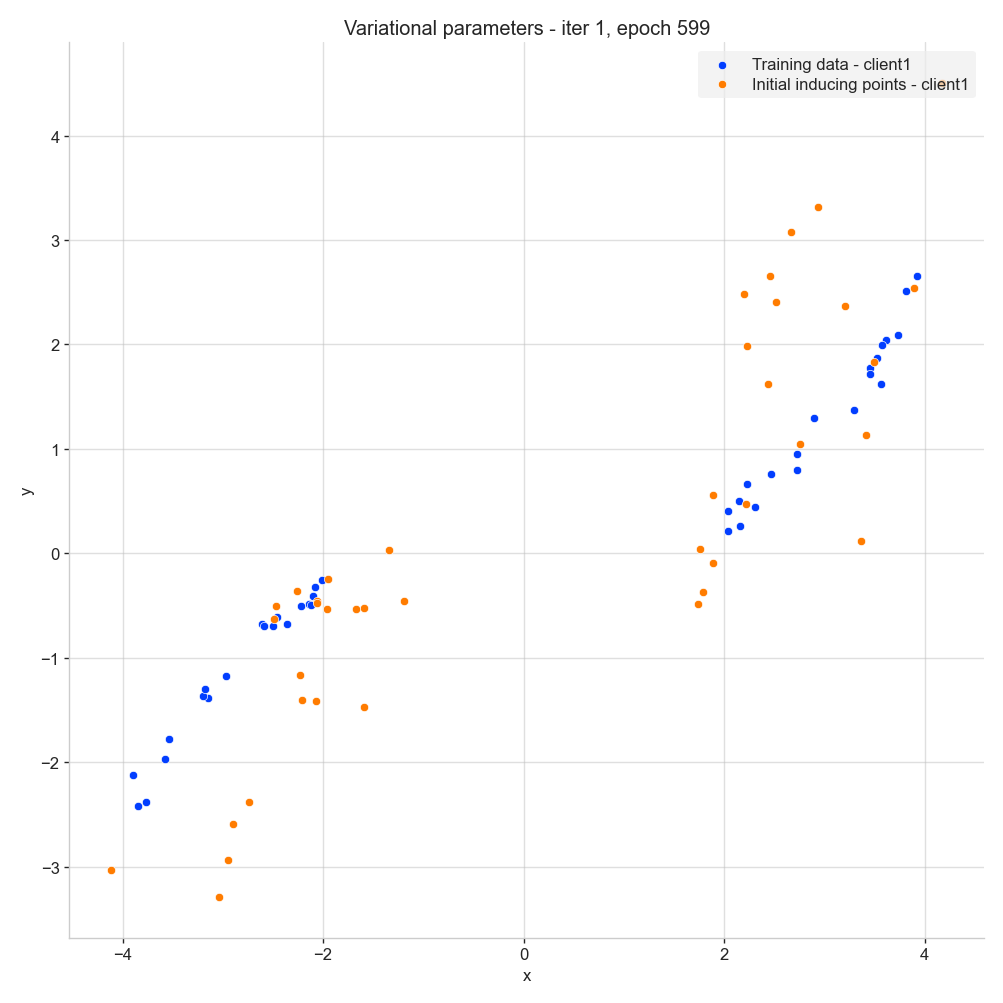 Variational parameters - iter 1, epoch 599
Training data - client1
Initial inducing points - client1
4
3
2
1
0
−1
−2
−3
y
−4
−2
0
2
4
x